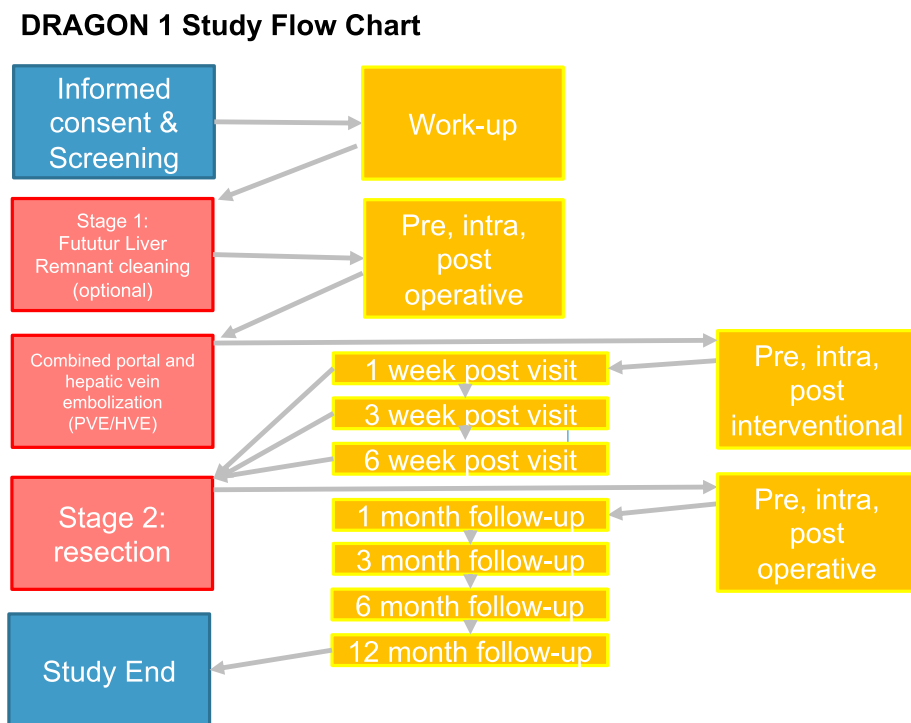 DRAGON 1 Study Flow Chart
Informed
consent &
Screening
Work-up
Stage 1:
Fututur Liver
Remnant cleaning
(optional)
Pre, intra,
post
operative
Combined portal and
hepatic vein
embolization
(PVE/HVE)
Pre, intra,
post
interventional
1 week post visit
3 week post visit
6 week post visit
Stage 2:
resection
Pre, intra,
post
operative
1 month follow-up
3 month follow-up
6 month follow-up
12 month follow-up
Study End